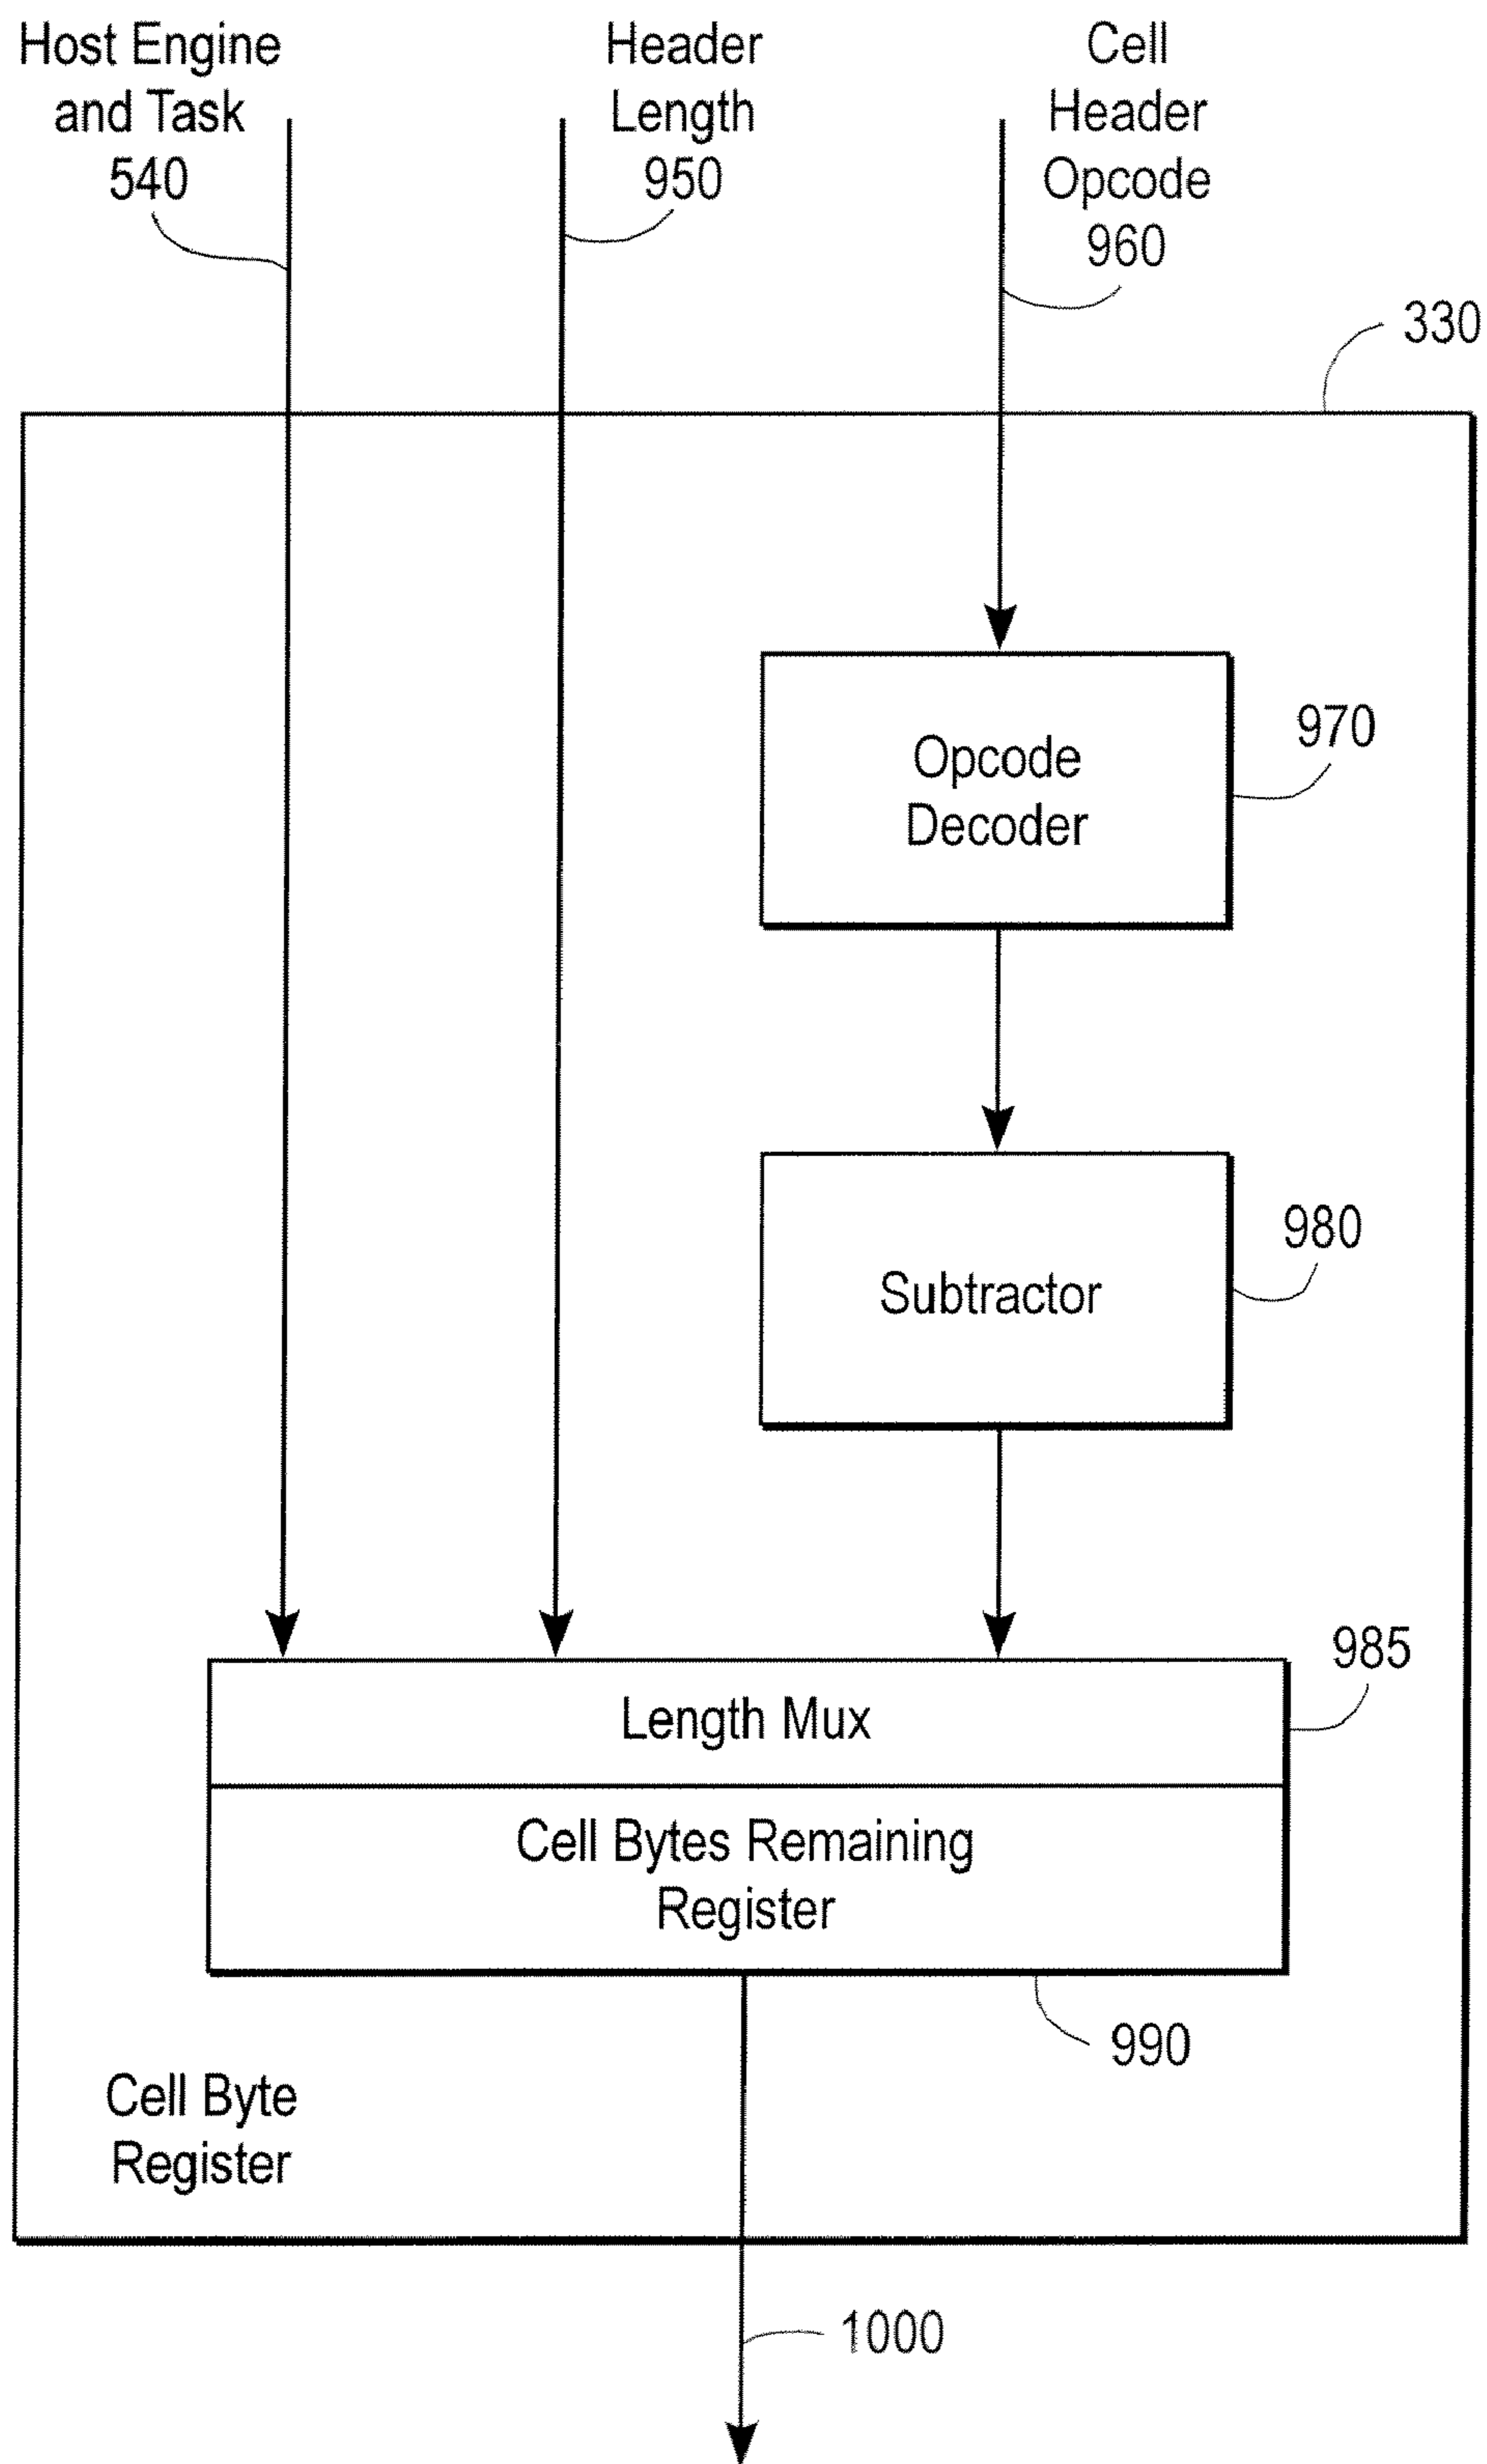 Host Engine
and Task
540
Header
Length
950
Cell
Header
Opcode
960
330
Opcode
Decoder
970
Subtractor
980
985
Length Mux
Cell Bytes Remaining
Register
990
Cell Byte
Register
1000